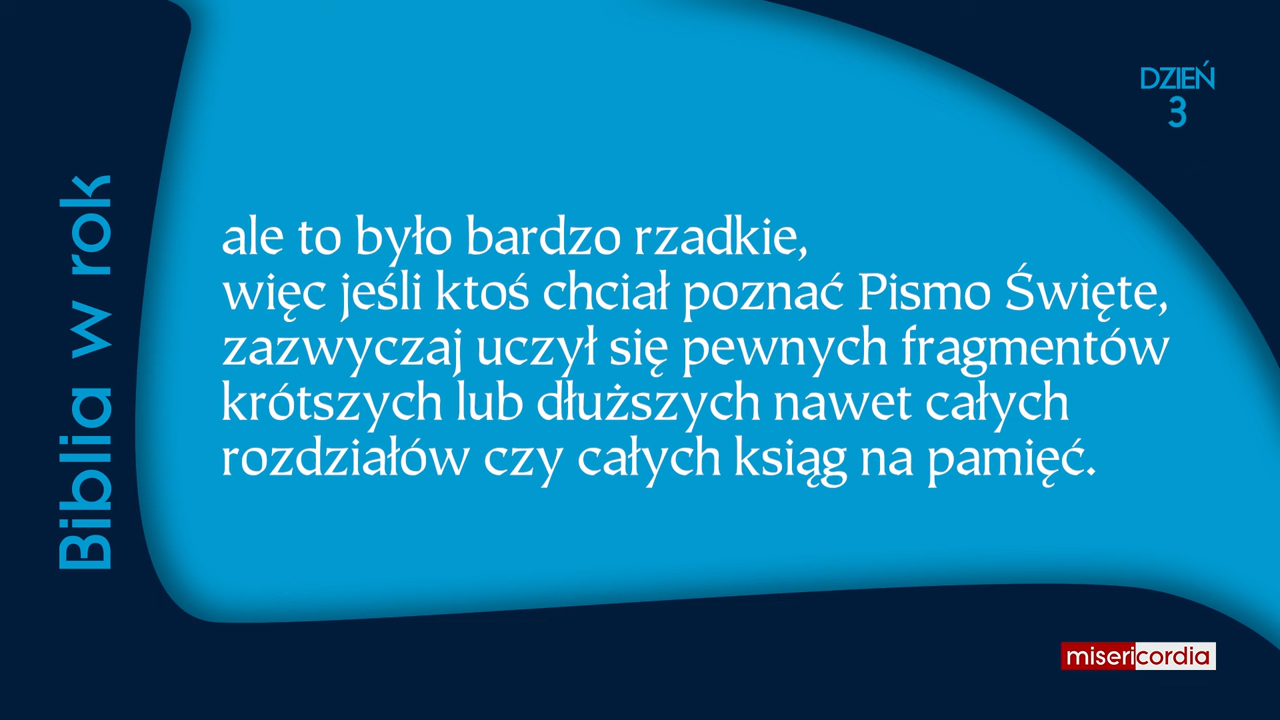 Biblia w rok
DZIEŃ
3
ale to było bardzo rzadkie,
więc jeśli ktoś chciał poznać Pismo Święte,
zazwyczaj uczył się pewnych fragmentów
krótszych lub dłuższych nawet całych
rozdziałów czy całych ksiąg na pamięć.
misericordia